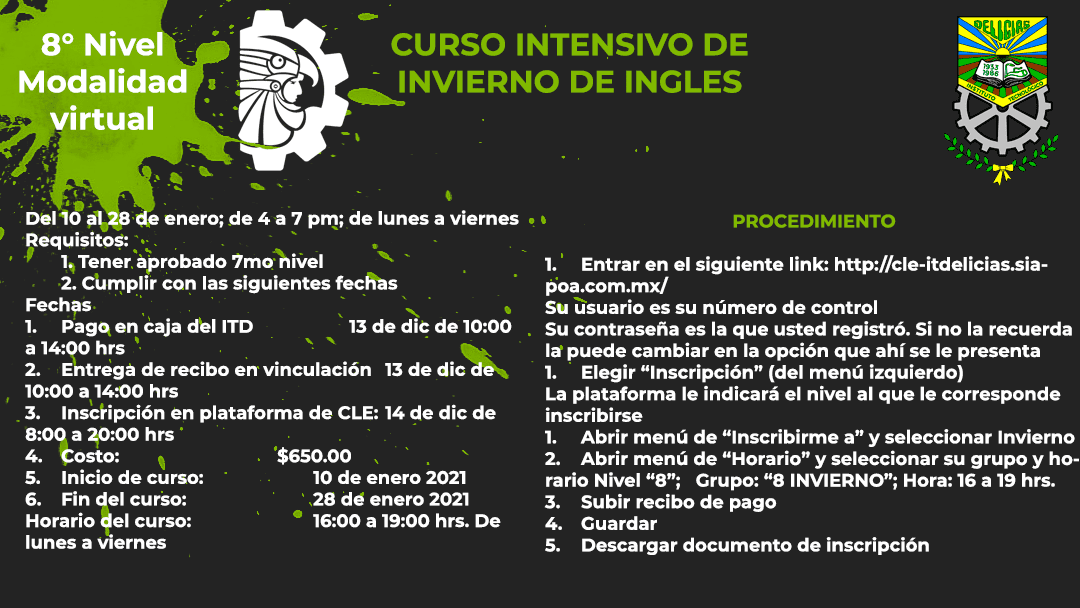 8° Nivel
Modalidad
virtual
CURSO INTENSIVO DE
INVIERNO DE INGLES
DELICIAS
1933
1986
INSTITUTO TECNOLOGICO
Del 10 al 28 de enero; de 4 a 7 pm; de lunes a viernes
Requisitos:
1. Tener aprobado 7mo nivel
2. Cumplir con las siguientes fechas
Fechas
1. Pago en caja del ITD 13 de dic de 10:00
a 14:00 hrs
2. Entrega de recibo en vinculación 13 de dic de
10:00 a 14:00 hrs
3. Inscripción en plataforma de CLE: 14 de dic de
8:00 a 20:00 hrs
4. Costo: $650.00
5. Inicio de curso: 10 de enero 2021
6. Fin del curso: 28 de enero 2021
Horario del curso: 16:00 a 19:00 hrs. De
lunes a viernes
PROCEDIMIENTO
1. Entrar en el siguiente link: http://cle-itdelicias.sia-
poa.com.mx/
Su usuario es su número de control
Su contraseña es la que usted registró. Si no la recuerda
la puede cambiar en la opción que ahí se le presenta
1. Elegir “Inscripción” (del menú izquierdo)
La plataforma le indicará el nivel al que le corresponde
inscribirse
1. Abrir menú de “Inscribirme a” y seleccionar Invierno
2. Abrir menú de “Horario” y seleccionar su grupo y ho-
rario Nivel “8”; Grupo: “8 INVIERNO”; Hora: 16 a 19 hrs.
3. Subir recibo de pago
4. Guardar
5. Descargar documento de inscripción